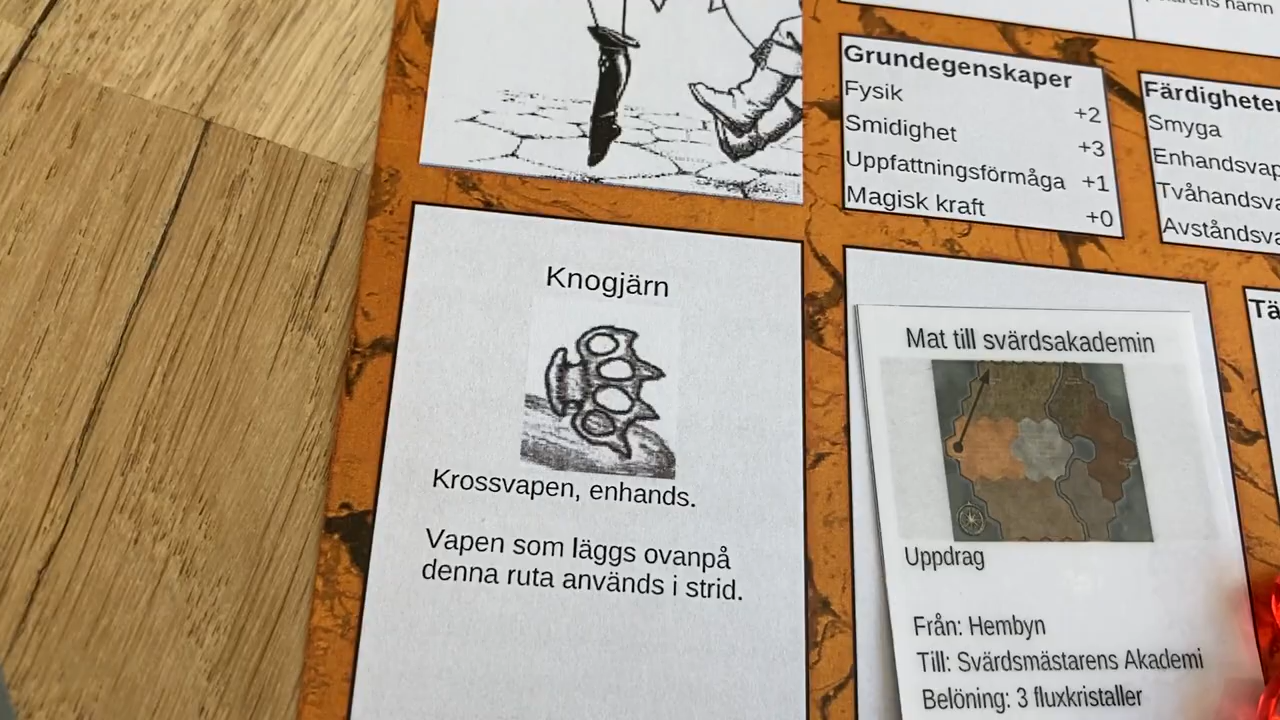 namn
Grundegenskaper
Fysik +2
Smidighet +3
Uppfattningsförmåga +1
Magisk kraft +0
Färdigheter
Smyga
Knogjärn
Krossvapen, enhands.
Vapen som läggs ovanpå
denna ruta används i strid.
Mat till svärdsakademin
Uppdrag
Från: Hembyn
Till: Svärdsmästarens Akademi
Belöning: 3 fluxkristaller